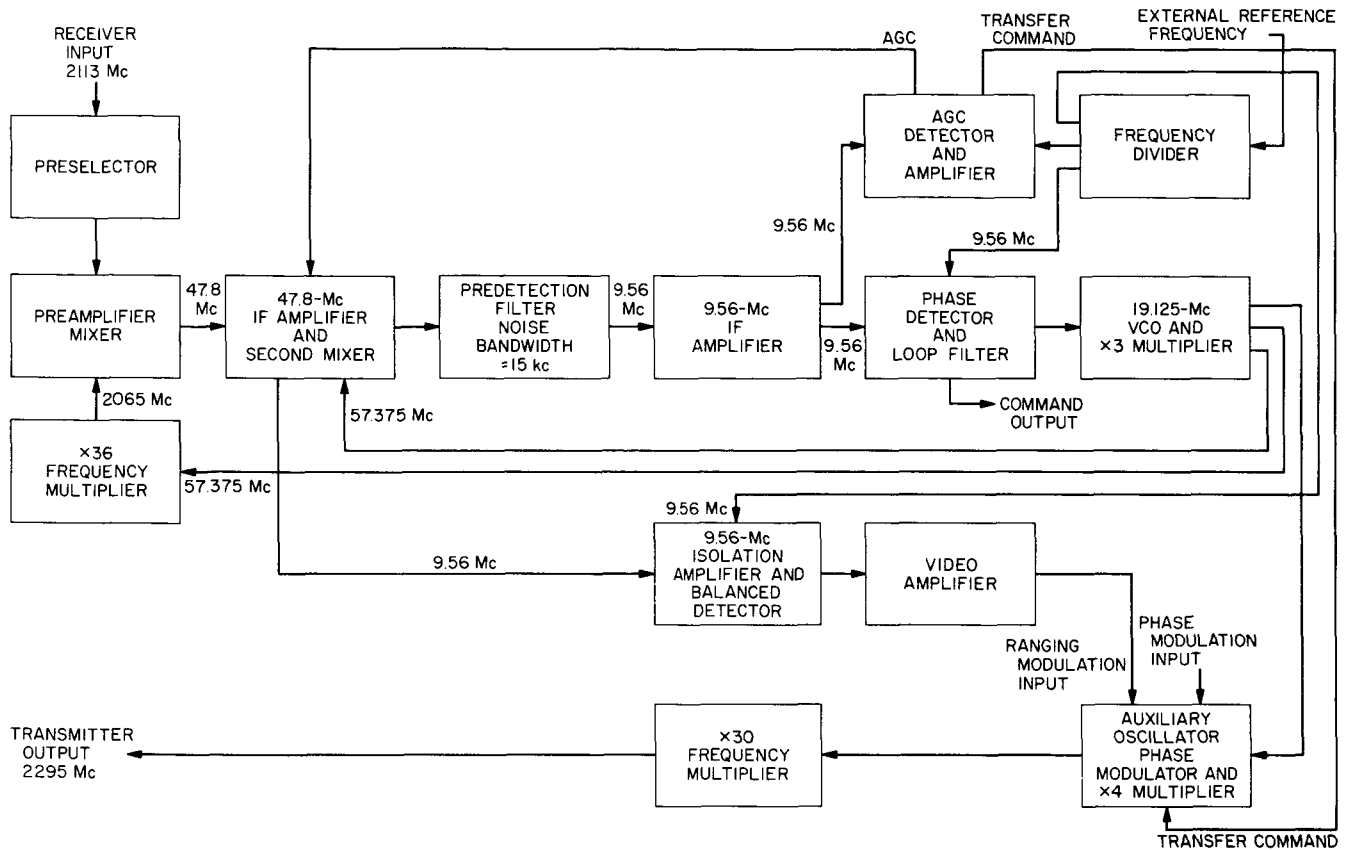 RECEIVER
INPUT
2113 Mc
AGC
TRANSFER
COMMAND
EXTERNAL REFERENCE
FREQUENCY
PRESELECTOR
AGC
DETECTOR
AND
AMPLIFIER
FREQUENCY
DIVIDER
9.56 Mc
9.56 Mc
PREAMPLIFIER
MIXER
47.8
Mc
47.8-Mc
IF AMPLIFIER
AND
SECOND MIXER
PREDETECTION
FILTER
NOISE
BANDWIDTH
=15 kc
9.56
Mc
9.56-Mc
IF
AMPLIFIER
9.56
Mc
PHASE
DETECTOR
AND
LOOP FILTER
19.125-Mc
VCO AND
×3 MULTIPLIER
2065 Mc
57.375 Mc
COMMAND
OUTPUT
×36
FREQUENCY
MULTIPLIER
57.375 Mc
9.56 Mc
9.56 Mc
9.56-Mc
ISOLATION
AMPLIFIER AND
BALANCED
DETECTOR
VIDEO
AMPLIFIER
RANGING
MODULATION
INPUT
PHASE
MODULATION
INPUT
TRANSMITTER
OUTPUT
2295 Mc
×30
FREQUENCY
MULTIPLIER
AUXILIARY
OSCILLATOR
PHASE
MODULATOR AND
×4 MULTIPLIER
TRANSFER COMMAND